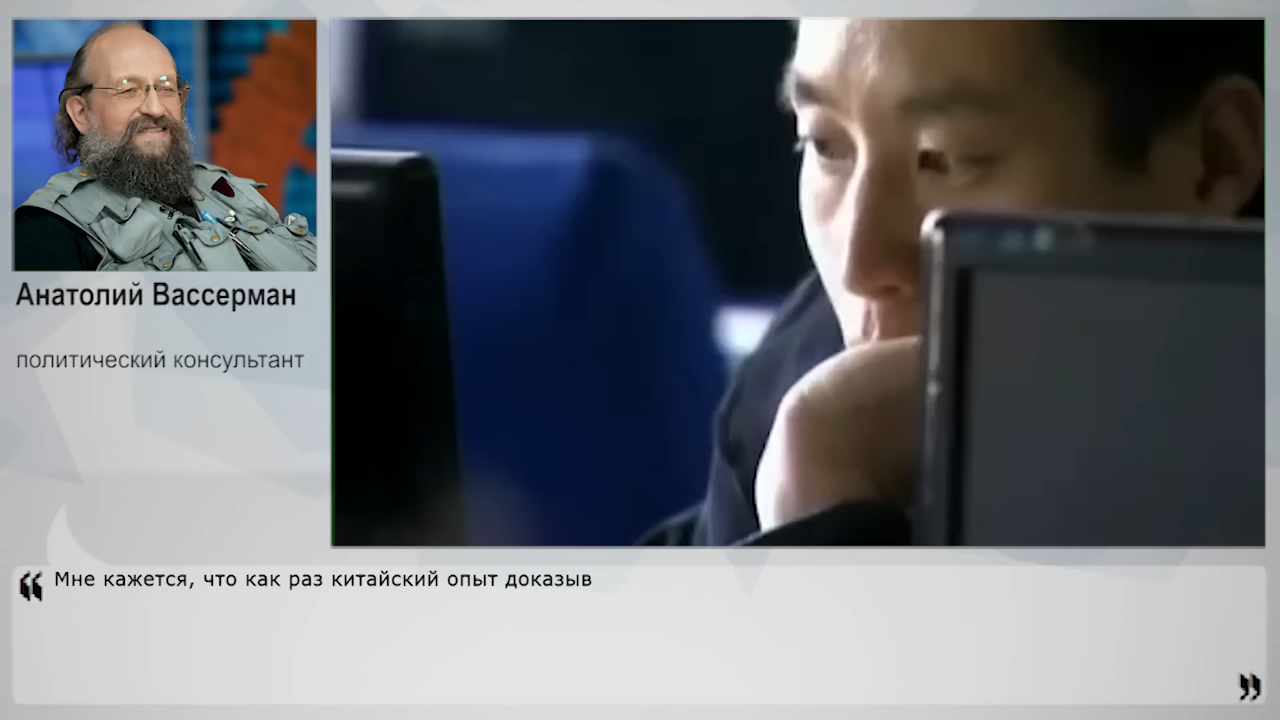 Анатолий Вассерман
политический консультант
“ Мне кажется, что как раз китайский опыт доказыв
”